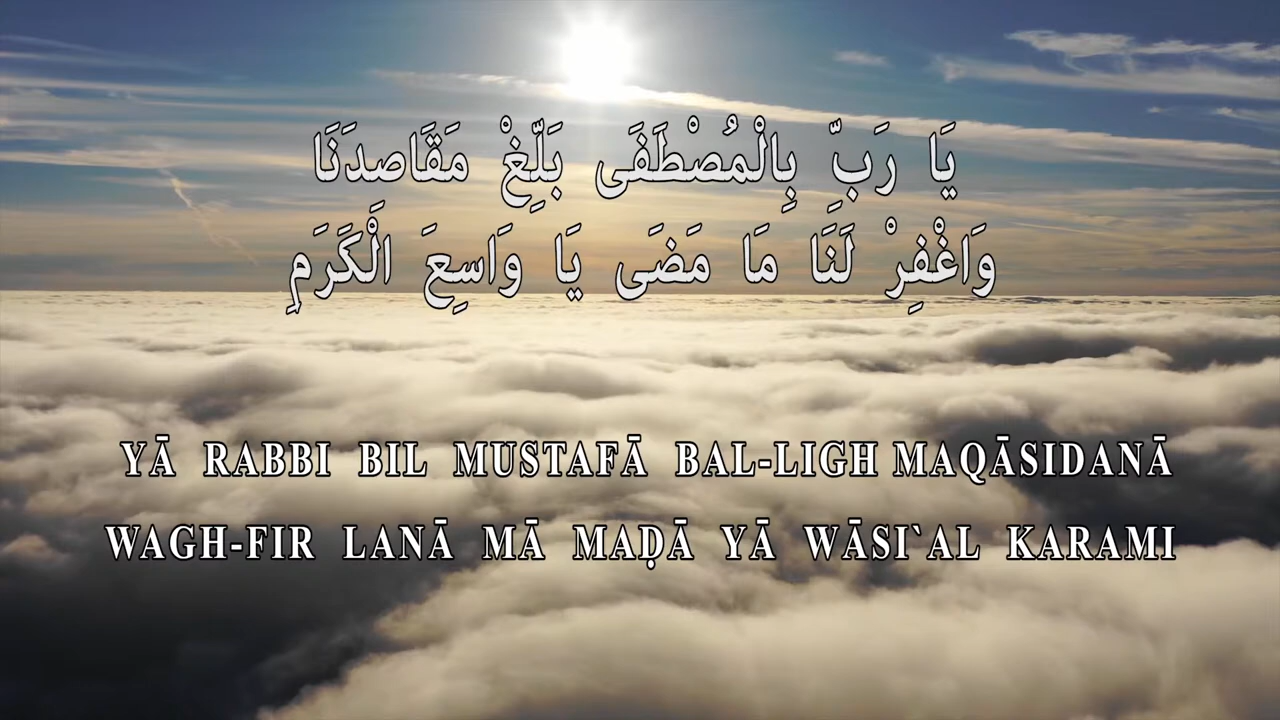 يَا رَبِّ بِالْمُصْطَفَى بَلِّغْ مَقَاصِدَنَا
وَاغْفِرْ لَنَا مَا مَضَى يَا وَاسِعَ الْكَرَمِ
YĀ RABBI BIL MUSTAFĀ BAL-LIGH MAQĀSIDANĀ
WAGH-FIR LANĀ MĀ MAḌĀ YĀ WĀSI`AL KARAMI